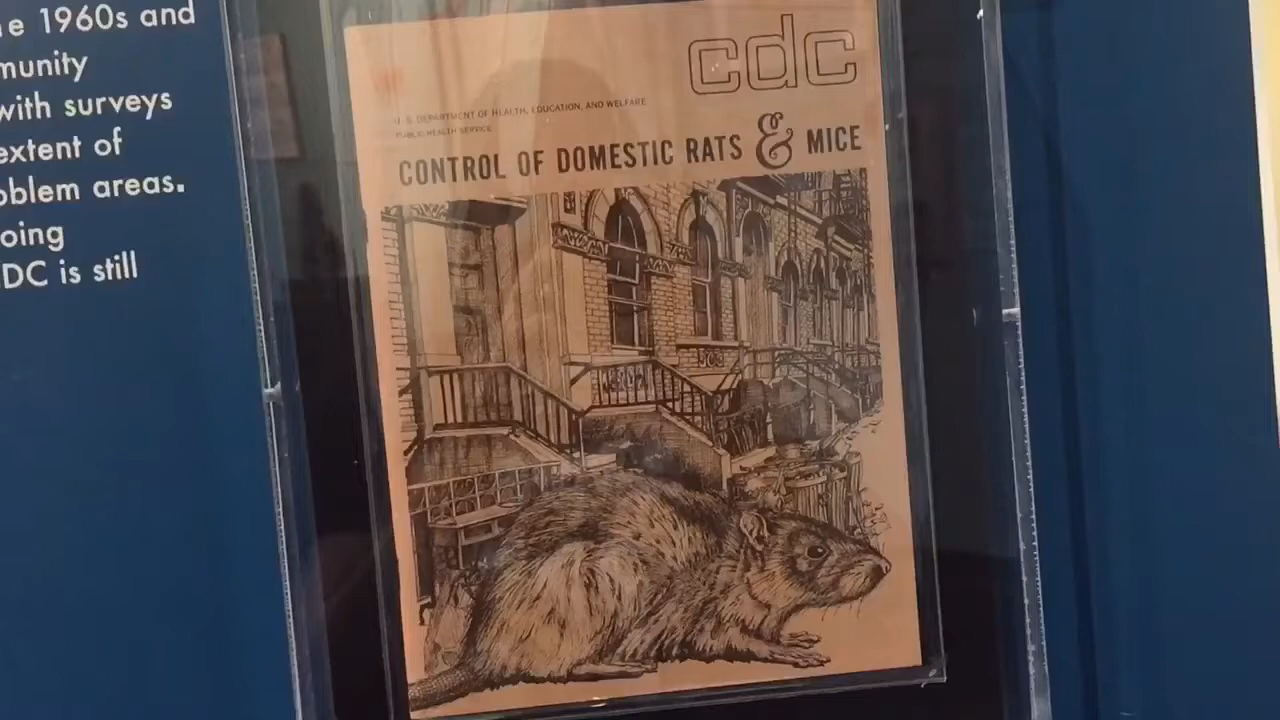 e 1960s and
munity
with surveys
extent of
oblem areas.
oing
DC is still
cdc
U. S. DEPARTMENT OF HEALTH, EDUCATION, AND WELFARE
PUBLIC HEALTH SERVICE
CONTROL OF DOMESTIC RATS & MICE
503